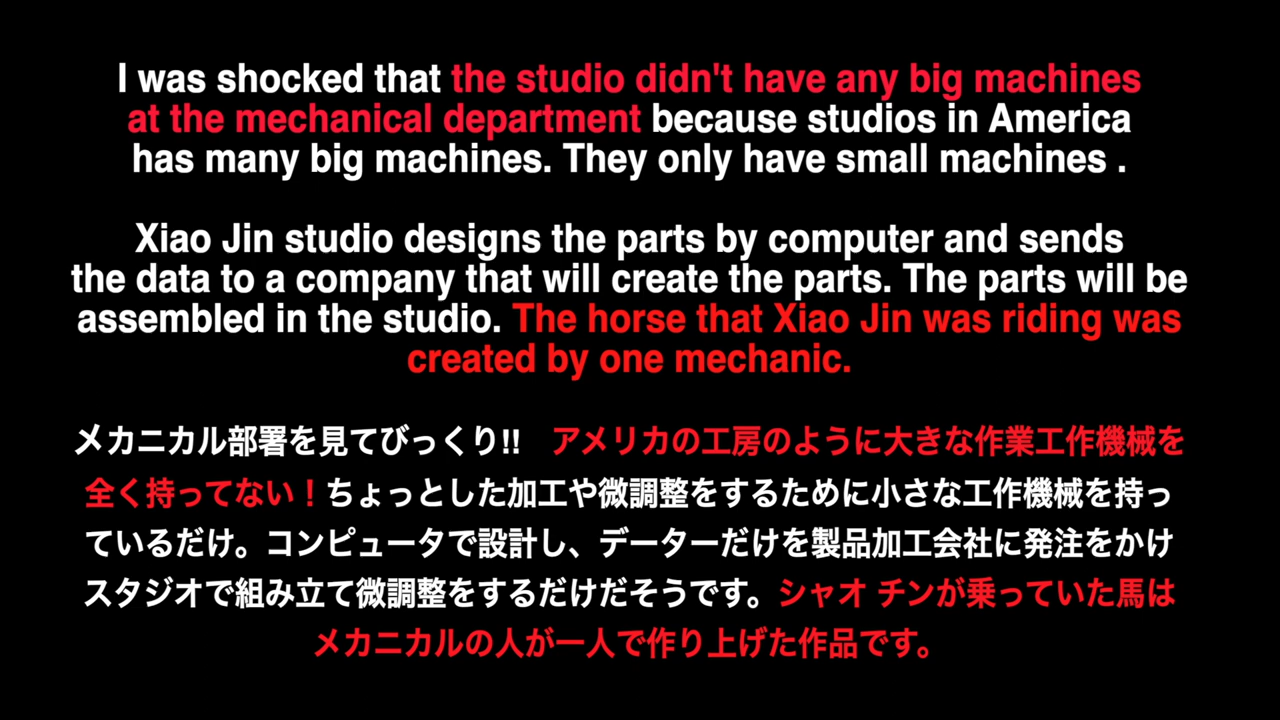 I was shocked that the studio didn't have any big machines
at the mechanical department because studios in America
has many big machines. They only have small machines .
Xiao Jin studio designs the parts by computer and sends
the data to a company that will create the parts. The parts will be
assembled in the studio. The horse that Xiao Jin was riding was
created by one mechanic.
メカニカル部署を見てびっくり!!　アメリカの工房のように大きな作業工作機械を
全く持ってない！ちょっとした加工や微調整をするために小さな工作機械を持っ
ているだけ。コンピュータで設計し、データーだけを製品加工会社に発注をかけ
スタジオで組み立て微調整をするだけだそうです。シャオ チンが乗っていた馬は
メカニカルの人が一人で作り上げた作品です。